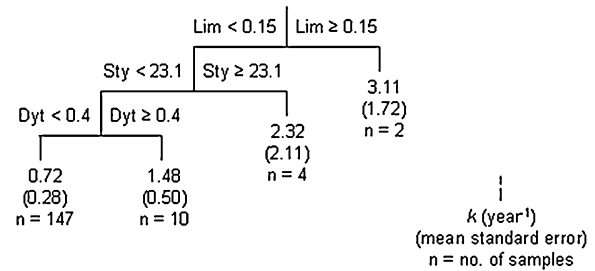 Lim < 0.15 Lim ≥ 0.15
Sty < 23.1 Sty ≥ 23.1
3.11
(1.72)
n = 2
Dyt < 0.4 Dyt ≥ 0.4
2.32
(2.11)
n = 4
0.72
(0.28)
n = 147
1.48
(0.50)
n = 10
k (year¹)
(mean standard error)
n = no. of samples